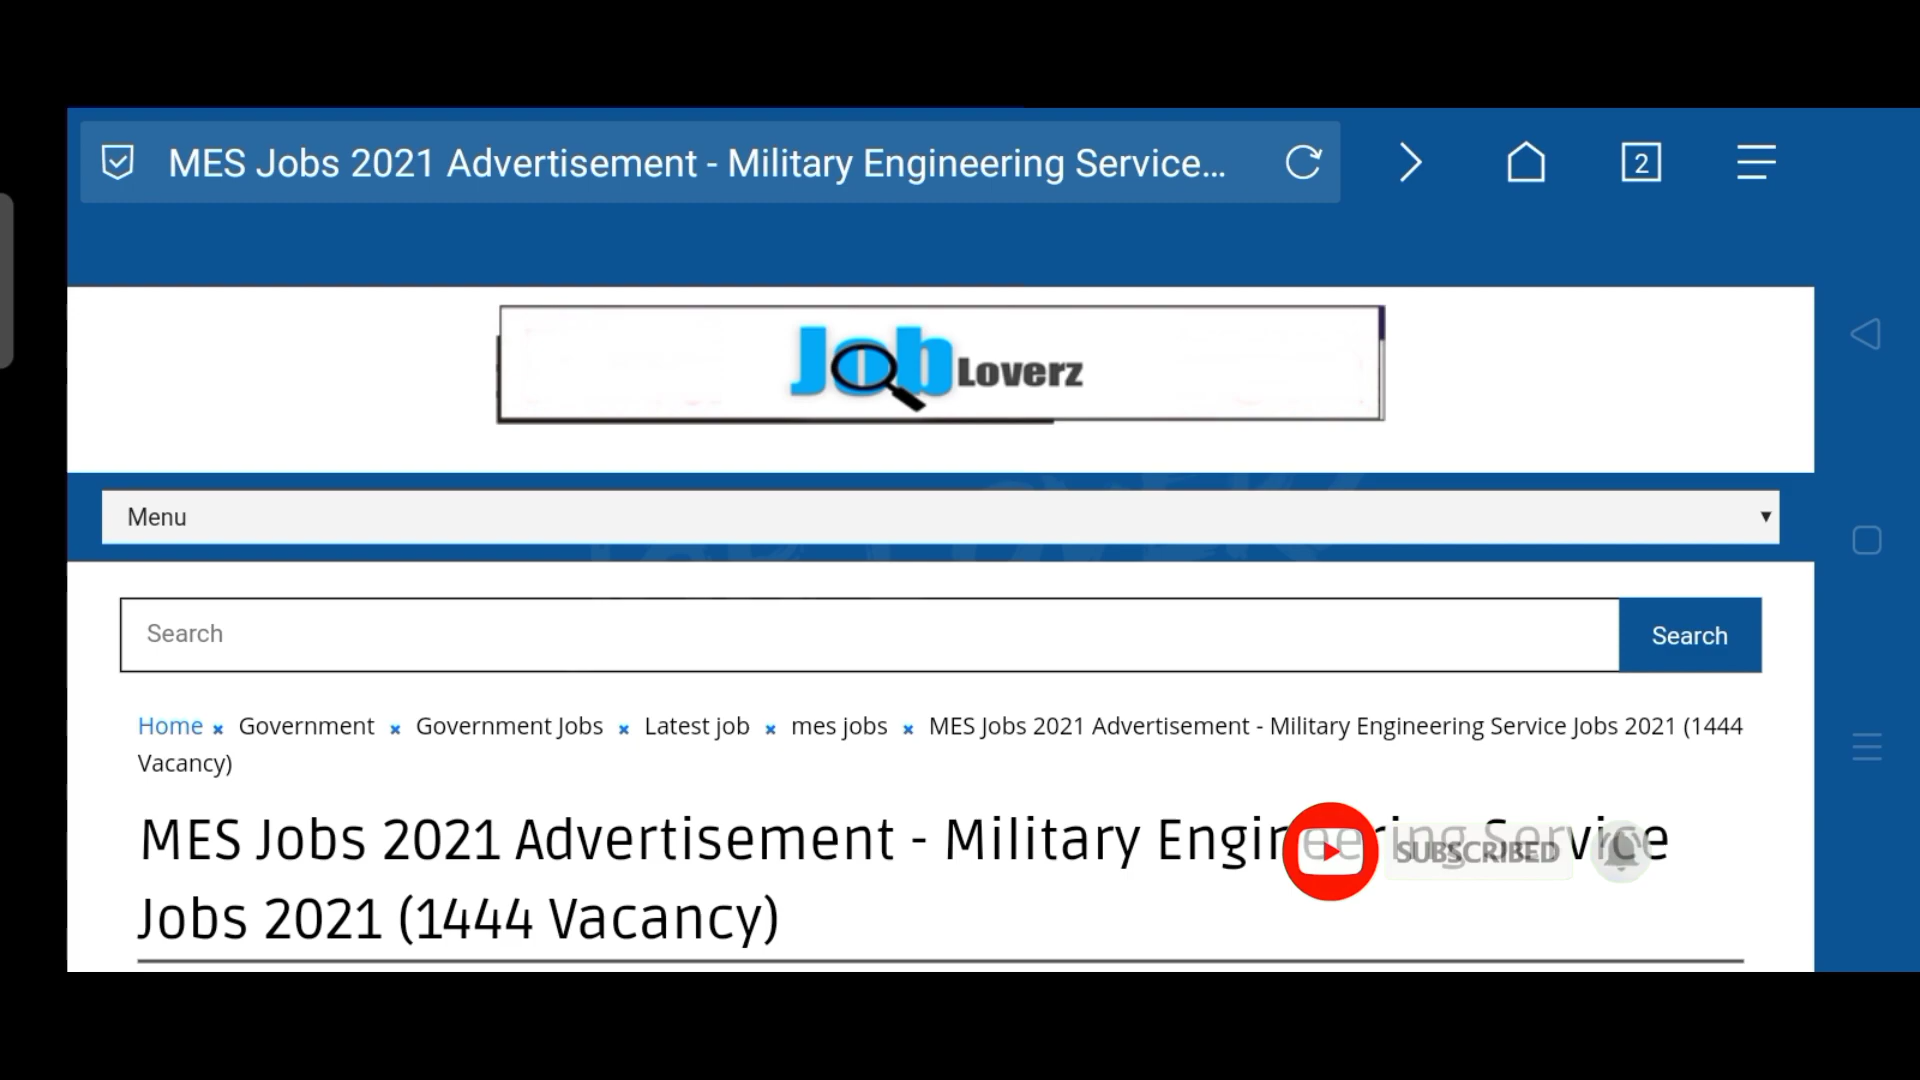 MES Jobs 2021 Advertisement - Military Engineering Service...
2
Job Loverz
Menu
Search
Search
Home × Government × Government Jobs × Latest job × mes jobs × MES Jobs 2021 Advertisement - Military Engineering Service Jobs 2021 (1444
Vacancy)
MES Jobs 2021 Advertisement - Military Engineering Service
SUBSCRIBED
Jobs 2021 (1444 Vacancy)